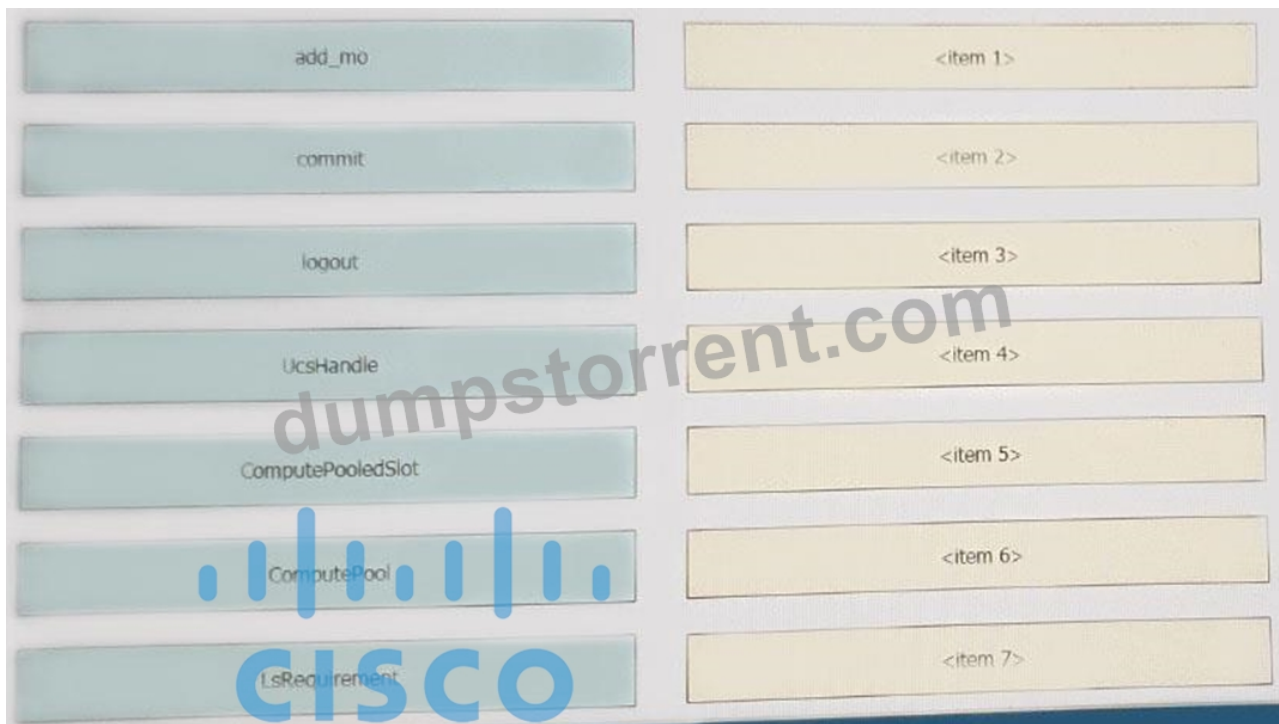 add_mo
<item 1>
commit
<item 2>
logout
<item 3>
UcsHandle
<item 4>
ComputePooledSlot
<item 5>
ComputePool
<item 6>
LsRequirement
<item 7>
dumpstorrent.com
CISCO